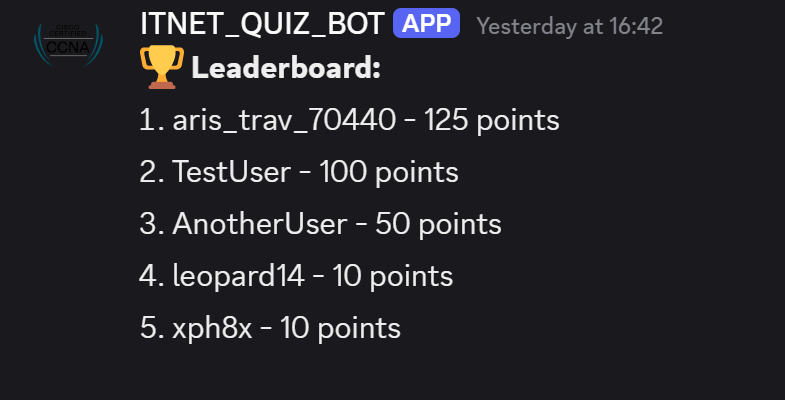 CISCO
CERTIFIED
CCNA
ITNET_QUIZ_BOT APP Yesterday at 16:42
🏆 Leaderboard:
1. aris_trav_70440 - 125 points
2. TestUser - 100 points
3. AnotherUser - 50 points
4. leopard14 - 10 points
5. xph8x - 10 points